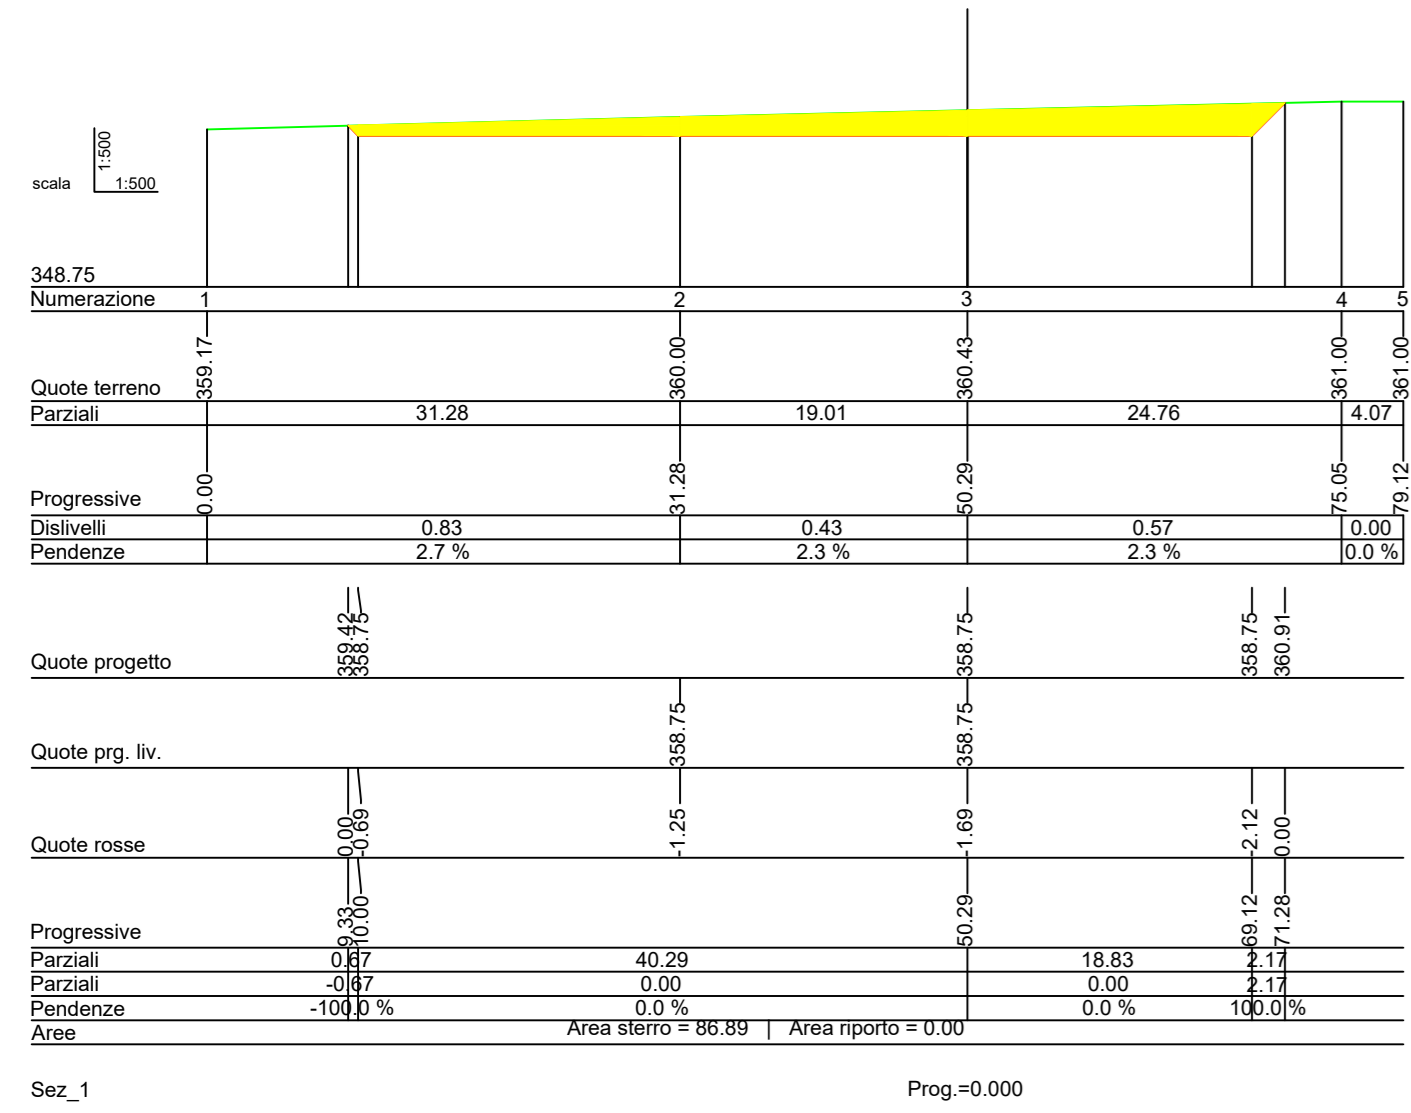 1:500
scala 1:500
348.75
Numerazione 1 2 3 4 5
Quote terreno 359.17 360.00 360.43 361.00 361.00
Parziali 31.28 19.01 24.76 4.07
Progressive 0.00 31.28 50.29 75.05 79.12
Dislivelli 0.83 0.43 0.57 0.00
Pendenze 2.7 % 2.3 % 2.3 % 0.0 %
Quote progetto 359.42 358.75 358.75 358.75 360.91
Quote prg. liv. 358.75 358.75
Quote rosse 0.00 -0.69 -1.25 -1.69 -2.12 0.00
Progressive 9.33 10.00 50.29 69.12 71.28
Parziali 0.67 40.29 18.83 2.17
Parziali -0.67 0.00 0.00 2.17
Pendenze -100.0 % 0.0 % 0.0 % 100.0 %
Aree Area sterro = 86.89 | Area riporto = 0.00
Sez_1 Prog.=0.000